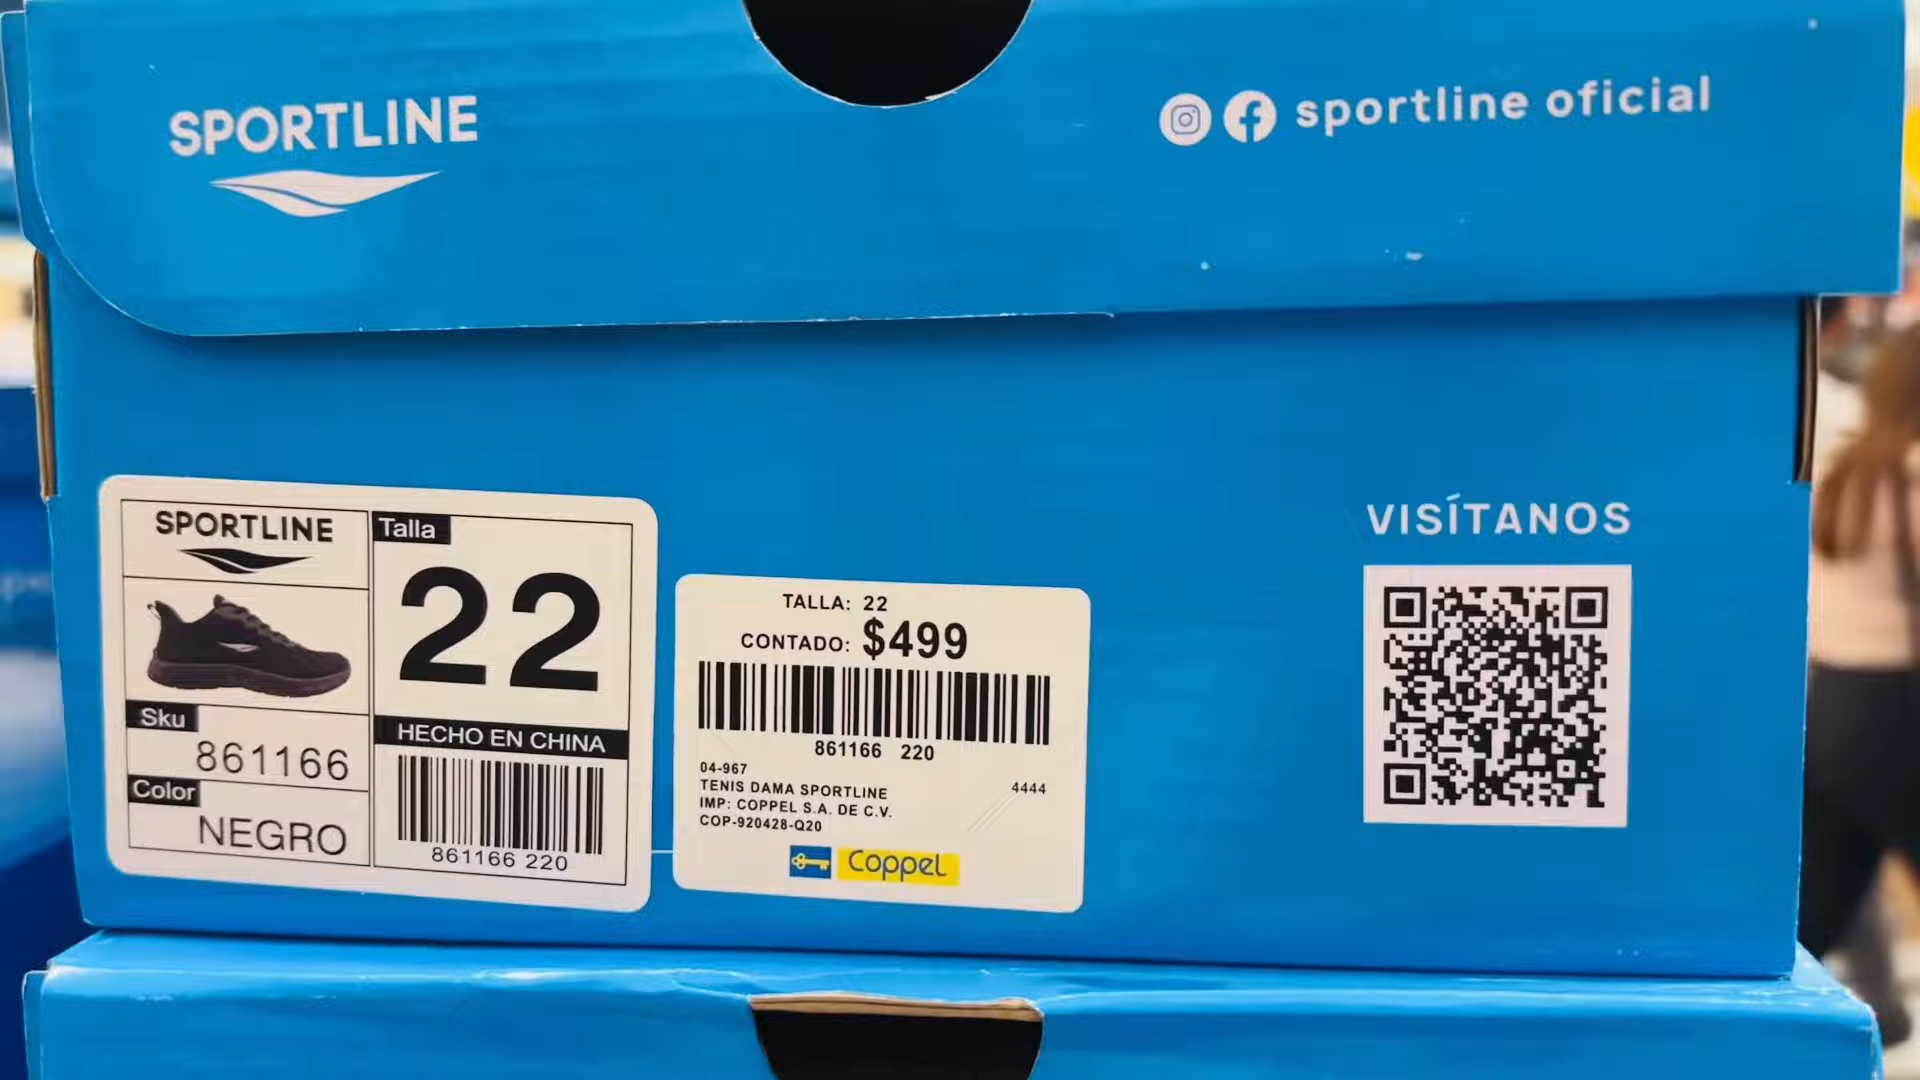 SPORTLINE
sportline oficial
SPORTLINE
Talla
22
Sku
861166
Color
NEGRO
HECHO EN CHINA
861166 220
TALLA: 22
CONTADO: $499
861166 220
04-967
TENIS DAMA SPORTLINE 4444
IMP: COPPEL S.A. DE C.V.
COP-920428-Q20
Coppel
VISÍTANOS